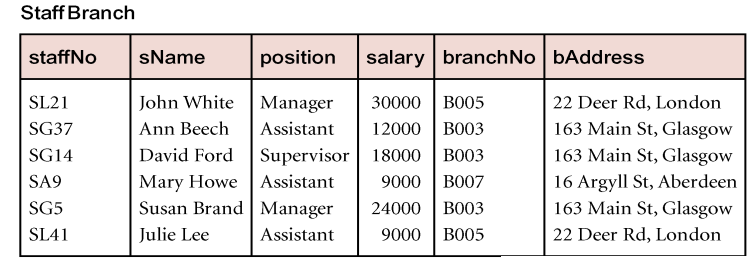 StaffBranch
staffNo sName position salary branchNo bAddress
SL21 John White Manager 30000 B005 22 Deer Rd, London
SG37 Ann Beech Assistant 12000 B003 163 Main St, Glasgow
SG14 David Ford Supervisor 18000 B003 163 Main St, Glasgow
SA9 Mary Howe Assistant 9000 B007 16 Argyll St, Aberdeen
SG5 Susan Brand Manager 24000 B003 163 Main St, Glasgow
SL41 Julie Lee Assistant 9000 B005 22 Deer Rd, London